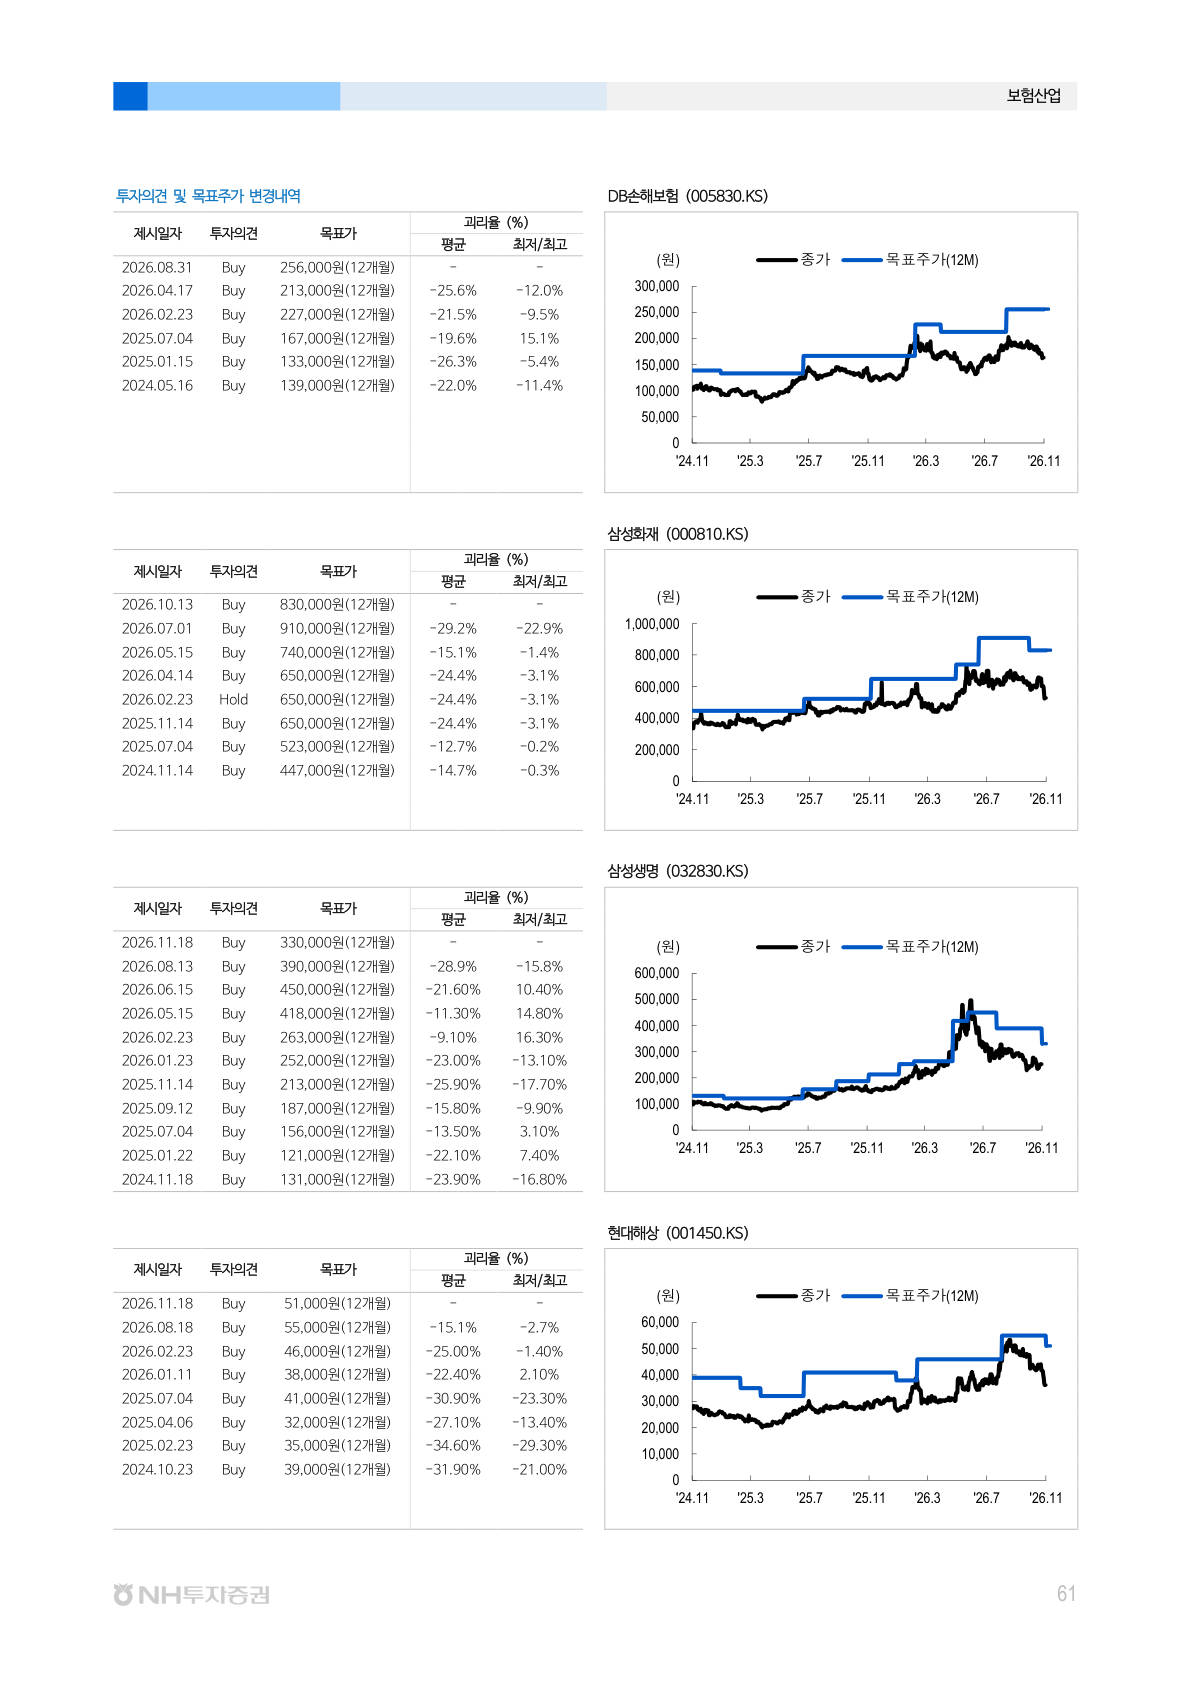 보험산업
투자의견 및 목표주가 변경내역
제시일자 투자의견 목표가 괴리율 (%)
평균 최저/최고
2026.08.31 Buy 256,000원(12개월) - -
2026.04.17 Buy 213,000원(12개월) -25.6% -12.0%
2026.02.23 Buy 227,000원(12개월) -21.5% -9.5%
2025.07.04 Buy 167,000원(12개월) -19.6% 15.1%
2025.01.15 Buy 133,000원(12개월) -26.3% -5.4%
2024.05.16 Buy 139,000원(12개월) -22.0% -11.4%
DB손해보험 (005830.KS)
(원) 종가 목표주가(12M)
300,000
250,000
200,000
150,000
100,000
50,000
0
'24.11 '25.3 '25.7 '25.11 '26.3 '26.7 '26.11
제시일자 투자의견 목표가 괴리율 (%)
평균 최저/최고
2026.10.13 Buy 830,000원(12개월) - -
2026.07.01 Buy 910,000원(12개월) -29.2% -22.9%
2026.05.15 Buy 740,000원(12개월) -15.1% -1.4%
2026.04.14 Buy 650,000원(12개월) -24.4% -3.1%
2026.02.23 Hold 650,000원(12개월) -24.4% -3.1%
2025.11.14 Buy 650,000원(12개월) -24.4% -3.1%
2025.07.04 Buy 523,000원(12개월) -12.7% -0.2%
2024.11.14 Buy 447,000원(12개월) -14.7% -0.3%
삼성화재 (000810.KS)
(원) 종가 목표주가(12M)
1,000,000
800,000
600,000
400,000
200,000
0
'24.11 '25.3 '25.7 '25.11 '26.3 '26.7 '26.11
제시일자 투자의견 목표가 괴리율 (%)
평균 최저/최고
2026.11.18 Buy 330,000원(12개월) - -
2026.08.13 Buy 390,000원(12개월) -28.9% -15.8%
2026.06.15 Buy 450,000원(12개월) -21.60% 10.40%
2026.05.15 Buy 418,000원(12개월) -11.30% 14.80%
2026.02.23 Buy 263,000원(12개월) -9.10% 16.30%
2026.01.23 Buy 252,000원(12개월) -23.00% -13.10%
2025.11.14 Buy 213,000원(12개월) -25.90% -17.70%
2025.09.12 Buy 187,000원(12개월) -15.80% -9.90%
2025.07.04 Buy 156,000원(12개월) -13.50% 3.10%
2025.01.22 Buy 121,000원(12개월) -22.10% 7.40%
2024.11.18 Buy 131,000원(12개월) -23.90% -16.80%
삼성생명 (032830.KS)
(원) 종가 목표주가(12M)
600,000
500,000
400,000
300,000
200,000
100,000
0
'24.11 '25.3 '25.7 '25.11 '26.3 '26.7 '26.11
제시일자 투자의견 목표가 괴리율 (%)
평균 최저/최고
2026.11.18 Buy 51,000원(12개월) - -
2026.08.18 Buy 55,000원(12개월) -15.1% -2.7%
2026.02.23 Buy 46,000원(12개월) -25.00% -1.40%
2026.01.11 Buy 38,000원(12개월) -22.40% 2.10%
2025.07.04 Buy 41,000원(12개월) -30.90% -23.30%
2025.04.06 Buy 32,000원(12개월) -27.10% -13.40%
2025.02.23 Buy 35,000원(12개월) -34.60% -29.30%
2024.10.23 Buy 39,000원(12개월) -31.90% -21.00%
현대해상 (001450.KS)
(원) 종가 목표주가(12M)
60,000
50,000
40,000
30,000
20,000
10,000
0
'24.11 '25.3 '25.7 '25.11 '26.3 '26.7 '26.11
NH투자증권
61